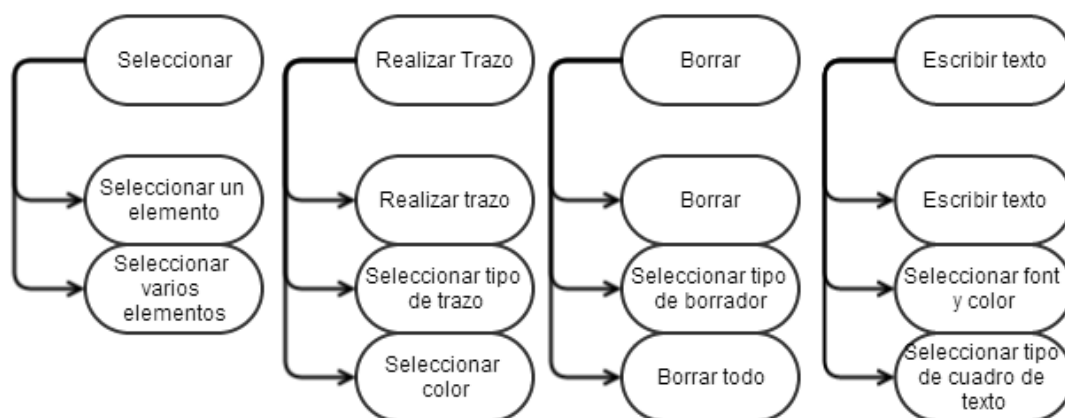 Seleccionar
Realizar Trazo
Borrar
Escribir texto
Seleccionar un
elemento
Realizar trazo
Borrar
Escribir texto
Seleccionar
varios
elementos
Seleccionar tipo
de trazo
Seleccionar tipo
de borrador
Seleccionar font
y color
Seleccionar
color
Borrar todo
Seleccionar tipo
de cuadro de
texto